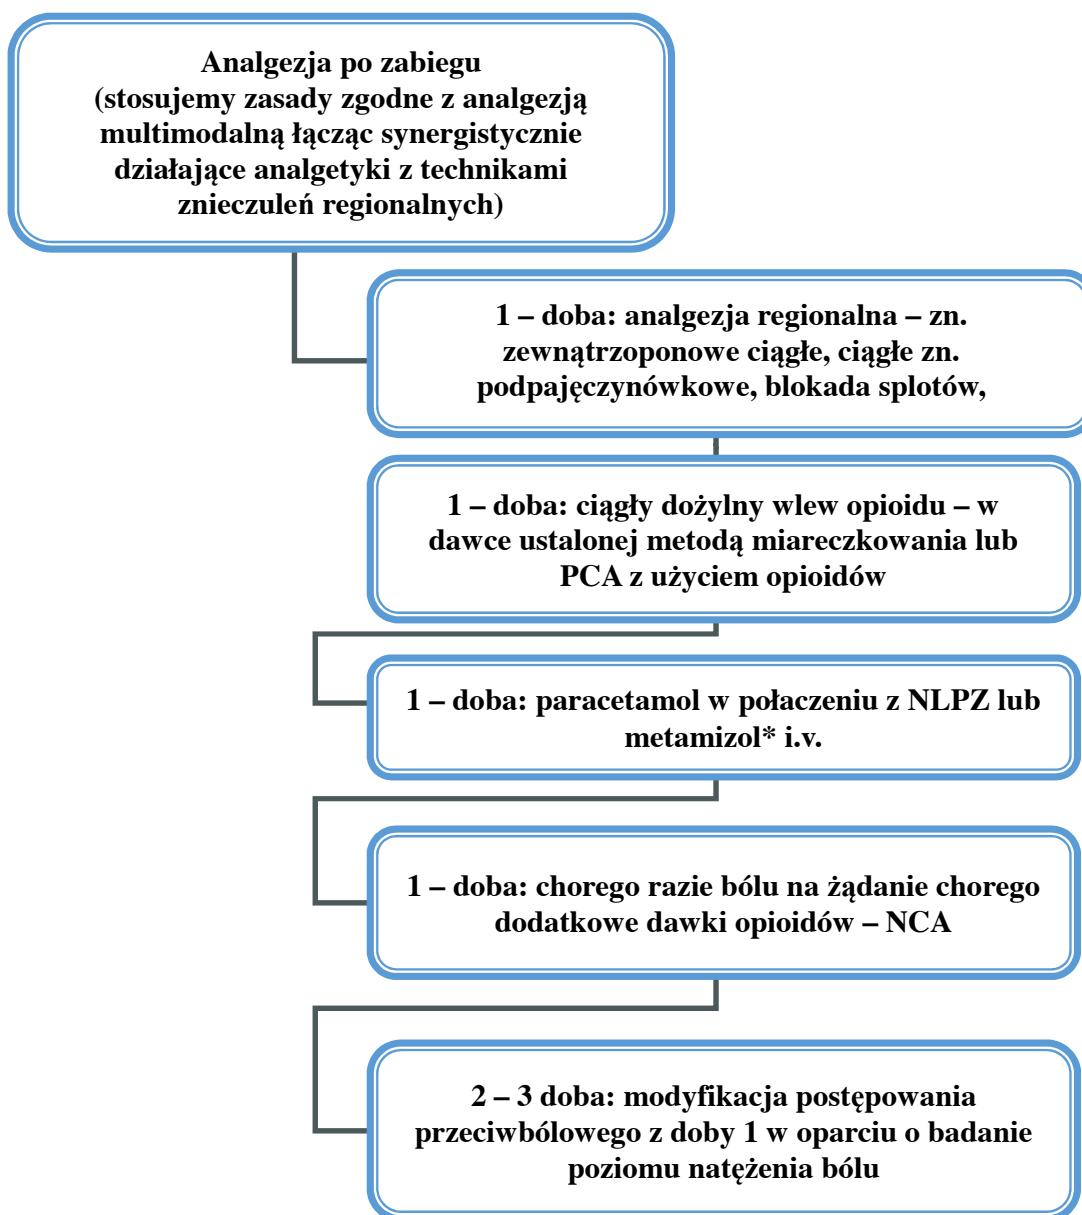 Analgezja po zabiegu
(stosujemy zasady zgodne z analgezją
multimodalną łącząc synergistycznie
działające analgetyki z technikami
znieczuleń regionalnych)
1 – doba: analgezja regionalna – zn.
zewnątrzoponowe ciągłe, ciągłe zn.
podpajęczynówkowe, blokada splotów,
1 – doba: ciągły dożylny wlew opioidu – w
dawce ustalonej metodą miareczkowania lub
PCA z użyciem opioidów
1 – doba: paracetamol w połaczeniu z NLPZ lub
metamizol* i.v.
1 – doba: chorego razie bólu na żądanie chorego
dodatkowe dawki opioidów – NCA
2 – 3 doba: modyfikacja postępowania
przeciwbólowego z doby 1 w oparciu o badanie
poziomu natężenia bólu